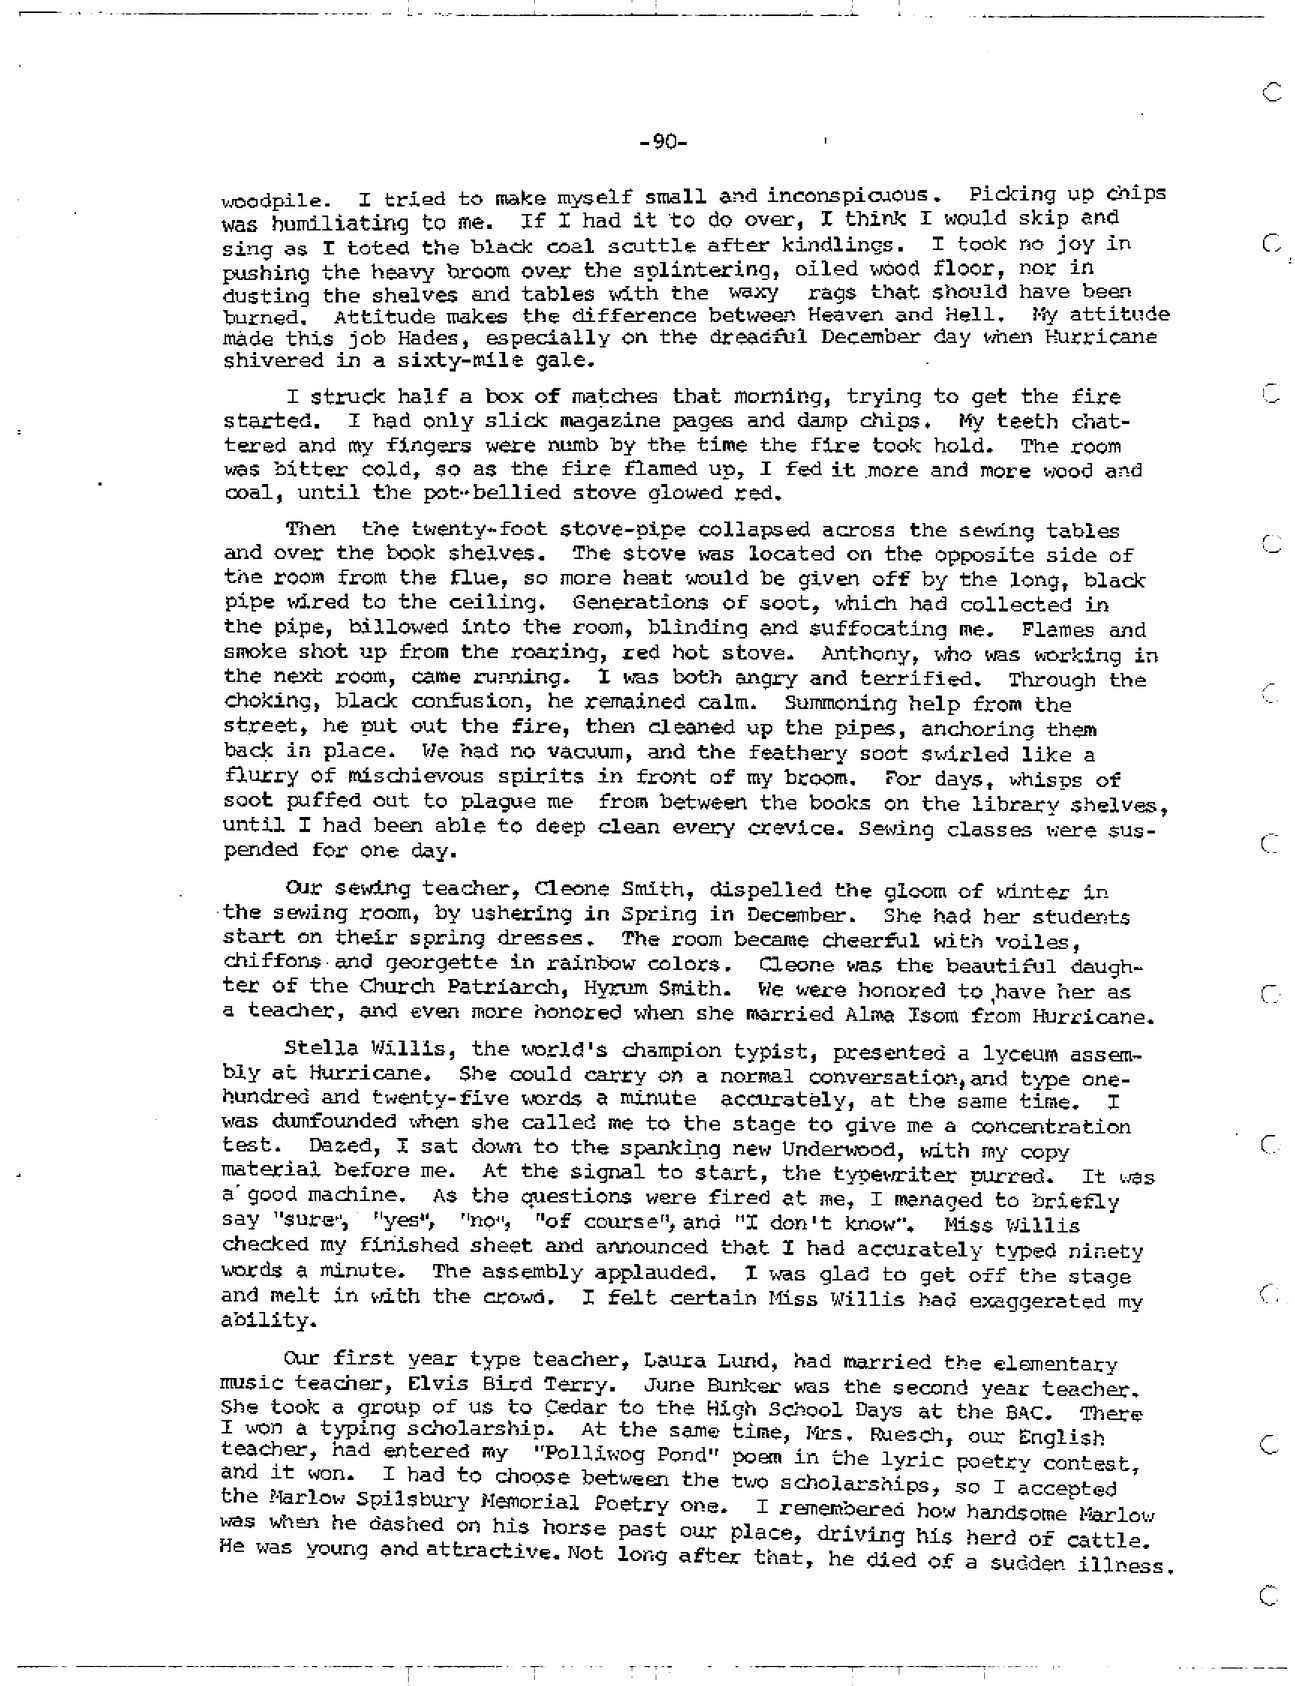 -90-
woodpile. I tried to make myself small and inconspicuous. Picking up chips
was humiliating to me. If I had it to do over, I think I would skip and
sing as I toted the black coal scuttle after kindlings. I took no joy in
pushing the heavy broom over the splintering, oiled wood floor, nor in
dusting the shelves and tables with the waxy rags that should have been
burned. Attitude makes the difference between Heaven and Hell. My attitude
made this job Hades, especially on the dreadful December day when Hurricane
shivered in a sixty-mile gale.
I struck half a box of matches that morning, trying to get the fire
started. I had only slick magazine pages and damp chips. My teeth chat-
tered and my fingers were numb by the time the fire took hold. The room
was bitter cold, so as the fire flamed up, I fed it more and more wood and
coal, until the pot-bellied stove glowed red.
Then the twenty-foot stove-pipe collapsed across the sewing tables
and over the book shelves. The stove was located on the opposite side of
the room from the flue, so more heat would be given off by the long, black
pipe wired to the ceiling. Generations of soot, which had collected in
the pipe, billowed into the room, blinding and suffocating me. Flames and
smoke shot up from the roaring, red hot stove. Anthony, who was working in
the next room, came running. I was both angry and terrified. Through the
choking, black confusion, he remained calm. Summoning help from the
street, he put out the fire, then cleaned up the pipes, anchoring them
back in place. We had no vacuum, and the feathery soot swirled like a
flurry of mischievous spirits in front of my broom. For days, whisps of
soot puffed out to plague me from between the books on the library shelves,
until I had been able to deep clean every crevice. Sewing classes were sus-
pended for one day.
Our sewing teacher, Cleone Smith, dispelled the gloom of winter in
the sewing room, by ushering in Spring in December. She had her students
start on their spring dresses. The room became cheerful with voiles,
chiffons and georgette in rainbow colors. Cleone was the beautiful daugh-
ter of the Church Patriarch, Hyrum Smith. We were honored to have her as
a teacher, and even more honored when she married Alma Isom from Hurricane.
Stella Willis, the world's champion typist, presented a lyceum assem-
bly at Hurricane. She could carry on a normal conversation, and type one-
hundred and twenty-five words a minute accurately, at the same time. I
was dumfounded when she called me to the stage to give me a concentration
test. Dazed, I sat down to the spanking new Underwood, with my copy
material before me. At the signal to start, the typewriter purred. It was
a good machine. As the questions were fired at me, I managed to briefly
say "sure", "yes", "no", "of course", and "I don't know". Miss Willis
checked my finished sheet and announced that I had accurately typed ninety
words a minute. The assembly applauded. I was glad to get off the stage
and melt in with the crowd. I felt certain Miss Willis had exaggerated my
ability.
Our first year type teacher, Laura Lund, had married the elementary
music teacher, Elvis Bird Terry. June Bunker was the second year teacher.
She took a group of us to Cedar to the High School Days at the BAC. There
I won a typing scholarship. At the same time, Mrs. Ruesch, our English
teacher, had entered my "Polliwog Pond" poem in the lyric poetry contest,
and it won. I had to choose between the two scholarships, so I accepted
the Marlow Spilsbury Memorial Poetry one. I remembered how handsome Marlow
was when he dashed on his horse past our place, driving his herd of cattle.
He was young and attractive. Not long after that, he died of a sudden illness.